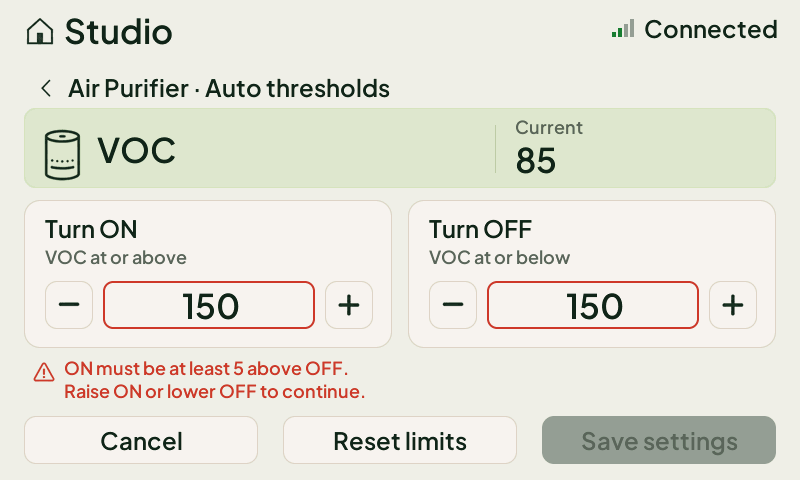 Studio
Connected
Air Purifier · Auto thresholds
VOC
Current
85
Turn ON
VOC at or above
150
Turn OFF
VOC at or below
150
ON must be at least 5 above OFF.
Raise ON or lower OFF to continue.
Cancel
Reset limits
Save settings